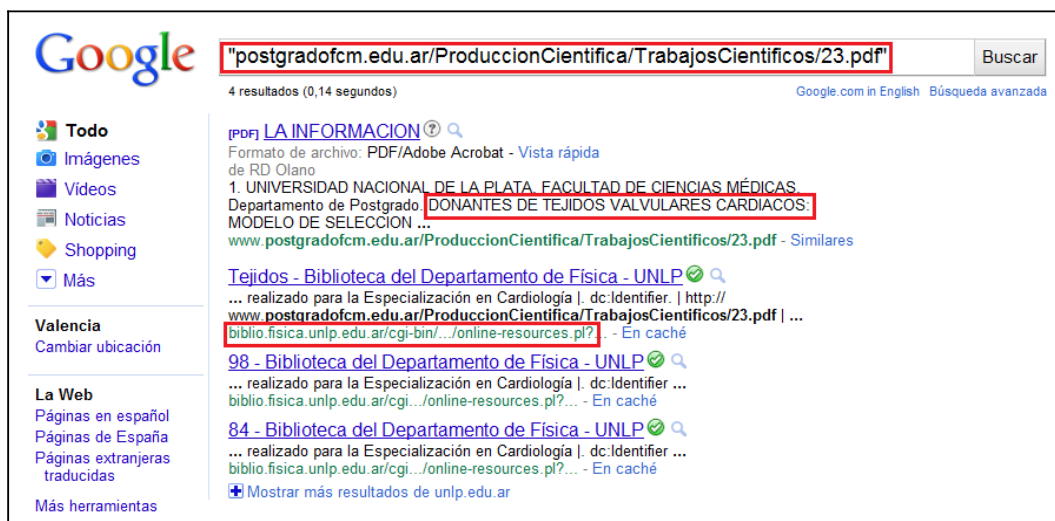 Google
"postgradofcm.edu.ar/ProduccionCientifica/TrabajosCientificos/23.pdf"
Buscar
4 resultados (0,14 segundos)
Google.com in English Búsqueda avanzada
Todo
Imágenes
Vídeos
Noticias
Shopping
Más
Valencia
Cambiar ubicación
La Web
Páginas en español
Páginas de España
Páginas extranjeras
traducidas
Más herramientas
[PDF] LA INFORMACION ?
Formato de archivo: PDF/Adobe Acrobat - Vista rápida
de RD Olano
1. UNIVERSIDAD NACIONAL DE LA PLATA. FACULTAD DE CIENCIAS MÉDICAS.
Departamento de Postgrado. DONANTES DE TEJIDOS VALVULARES CARDIACOS:
MODELO DE SELECCION ...
www.postgradofcm.edu.ar/ProduccionCientifica/TrabajosCientificos/23.pdf - Similares
Tejidos - Biblioteca del Departamento de Física - UNLP
... realizado para la Especialización en Cardiología |. dc:Identifier. | http://
www.postgradofcm.edu.ar/ProduccionCientifica/TrabajosCientificos/23.pdf | ...
biblio.fisica.unlp.edu.ar/cgi-bin/.../online-resources.pl?... - En caché
98 - Biblioteca del Departamento de Física - UNLP
... realizado para la Especialización en Cardiología |. dc:Identifier ...
biblio.fisica.unlp.edu.ar/cgi.../online-resources.pl?... - En caché
84 - Biblioteca del Departamento de Física - UNLP
... realizado para la Especialización en Cardiología |. dc:Identifier ...
biblio.fisica.unlp.edu.ar/cgi.../online-resources.pl?... - En caché
Mostrar más resultados de unlp.edu.ar